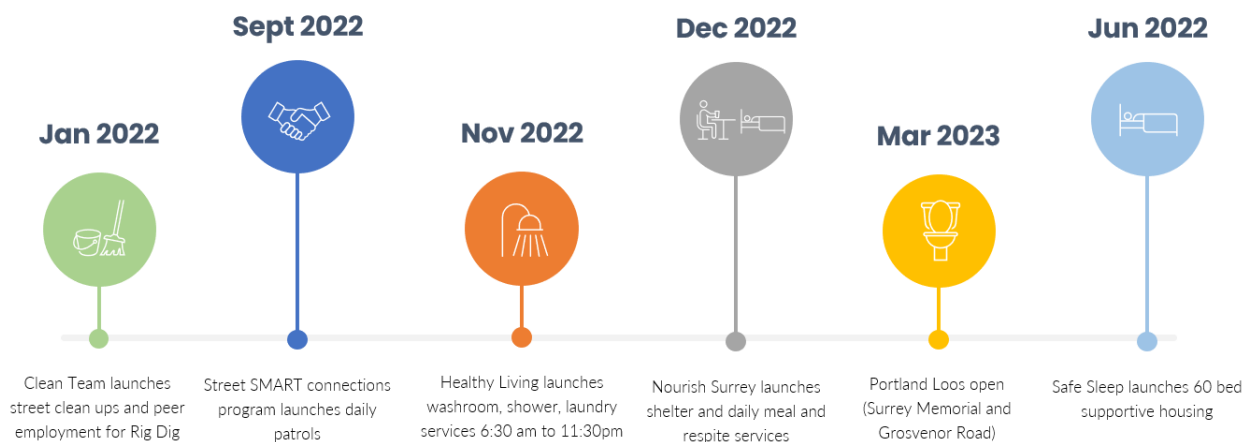 Jan 2022
Clean Team launches
street clean ups and peer
employment for Rig Dig
Sept 2022
Street SMART connections
program launches daily
patrols
Nov 2022
Healthy Living launches
washroom, shower, laundry
services 6:30 am to 11:30pm
Dec 2022
Nourish Surrey launches
shelter and daily meal and
respite services
Mar 2023
Portland Loos open
(Surrey Memorial and
Grosvenor Road)
Jun 2022
Safe Sleep launches 60 bed
supportive housing